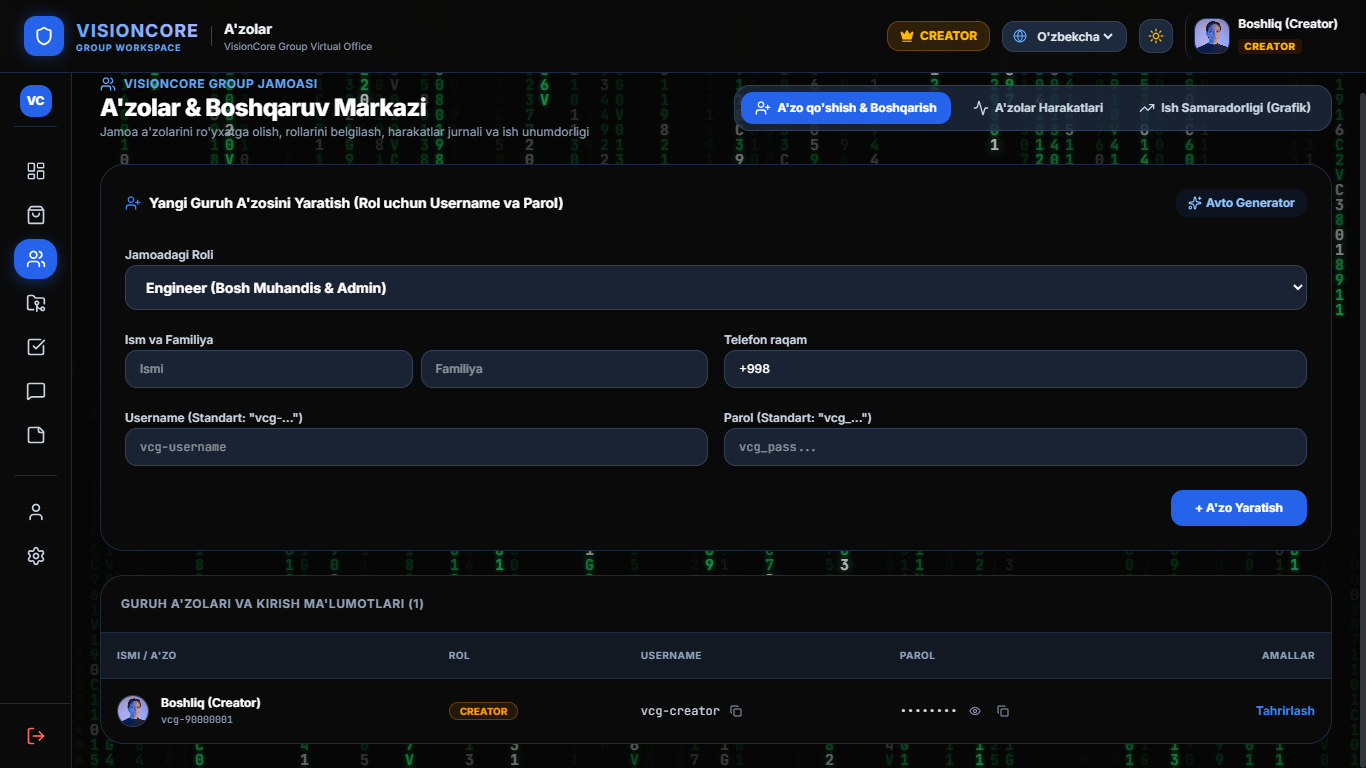 VISIONCORE
GROUP WORKSPACE
A'zolar
VisionCore Group Virtual Office
CREATOR
O'zbekcha
Boshliq (Creator)
CREATOR
VC
VISIONCORE GROUP JAMOASI
A'zolar & Boshqaruv Markazi
Jamoa a'zolarini ro'yxatga olish, rollarini belgilash, harakatlar jurnali va ish unumdorligi
A'zo qo'shish & Boshqarish
A'zolar Harakatlari
Ish Samaradorligi (Grafik)
Yangi Guruh A'zosini Yaratish (Rol uchun Username va Parol)
Avto Generator
Jamoadagi Roli
Engineer (Bosh Muhandis & Admin)
Ism va Familiya
Telefon raqam
Ismi
Familiya
+998
Username (Standart: "vcg-...")
Parol (Standart: "vcg_...")
vcg-username
vcg_pass...
+ A'zo Yaratish
GURUH A'ZOLARI VA KIRISH MA'LUMOTLARI (1)
ISMI / A'ZO
ROL
USERNAME
PAROL
AMALLAR
Boshliq (Creator)
vcg-90000001
CREATOR
vcg-creator
••••••••
Tahrirlash